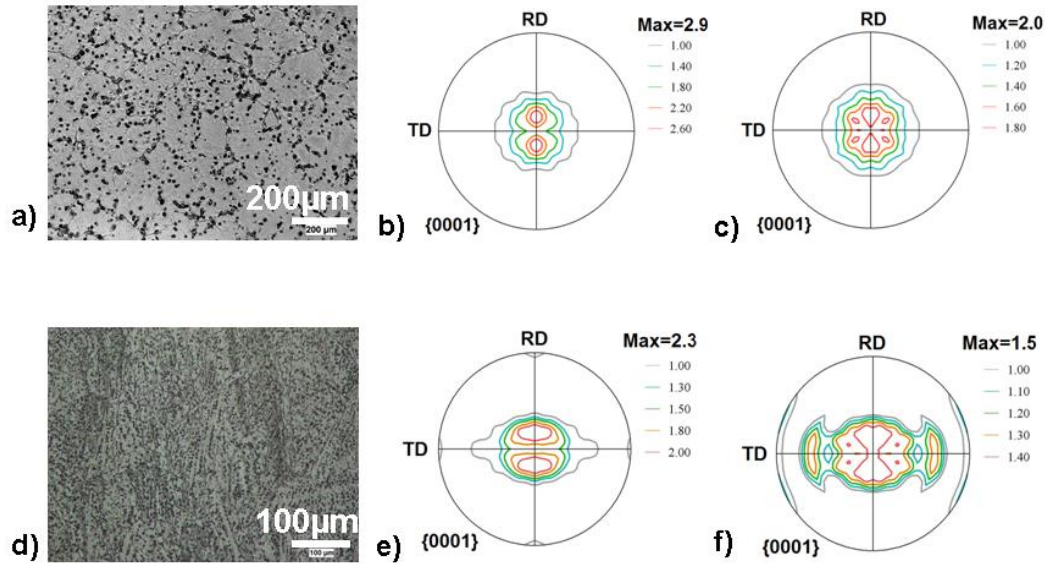 a)
200µm
200 µm
b)
RD
TD
{0001}
Max=2.9
1.00
1.40
1.80
2.20
2.60
c)
RD
TD
{0001}
Max=2.0
1.00
1.20
1.40
1.60
1.80
d)
100µm
100 µm
e)
RD
TD
{0001}
Max=2.3
1.00
1.30
1.50
1.80
2.00
f)
RD
TD
{0001}
Max=1.5
1.00
1.10
1.20
1.30
1.40